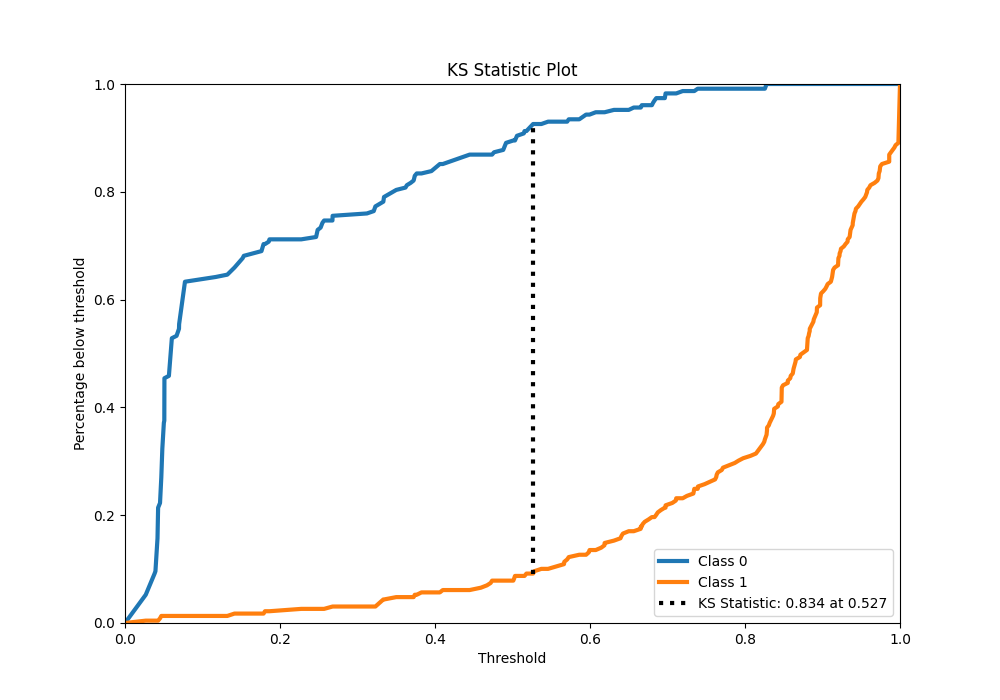 KS Statistic Plot
1.0
0.8
0.6
0.4
0.2
0.0
Percentage below threshold
0.0 0.2 0.4 0.6 0.8 1.0
Threshold
Class 0
Class 1
KS Statistic: 0.834 at 0.527